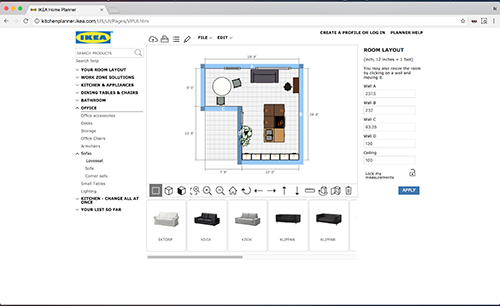 IKEA Home Planner
kitchenplanner.ikea.com/US/UI/Pages/VPUI.htm
IKEA
FILE
EDIT
CREATE A PROFILE OR LOG IN
PLANNER HELP
SEARCH PRODUCTS
Search help
YOUR ROOM LAYOUT
WORK ZONE SOLUTIONS
KITCHEN & APPLIANCES
DINING TABLES & CHAIRS
BATHROOM
OFFICE
Office accessories
Desks
Storage
Office Chairs
Armchairs
Sofas
Loveseat
Sofa
Corner sofa
Small Tables
Lighting
KITCHEN - CHANGE ALL AT
ONCE
YOUR LIST SO FAR
EKTORP
KIVIK
KIVIK
KLIPPAN
KLIPPAN
ROOM LAYOUT
(inch, 12 inches = 1 foot)
You may also resize the room
by clicking on a wall and
moving it.
Wall A
Wall B
232
Wall C
Wall D
120
Ceiling
100
Lock my
measurements
APPLY